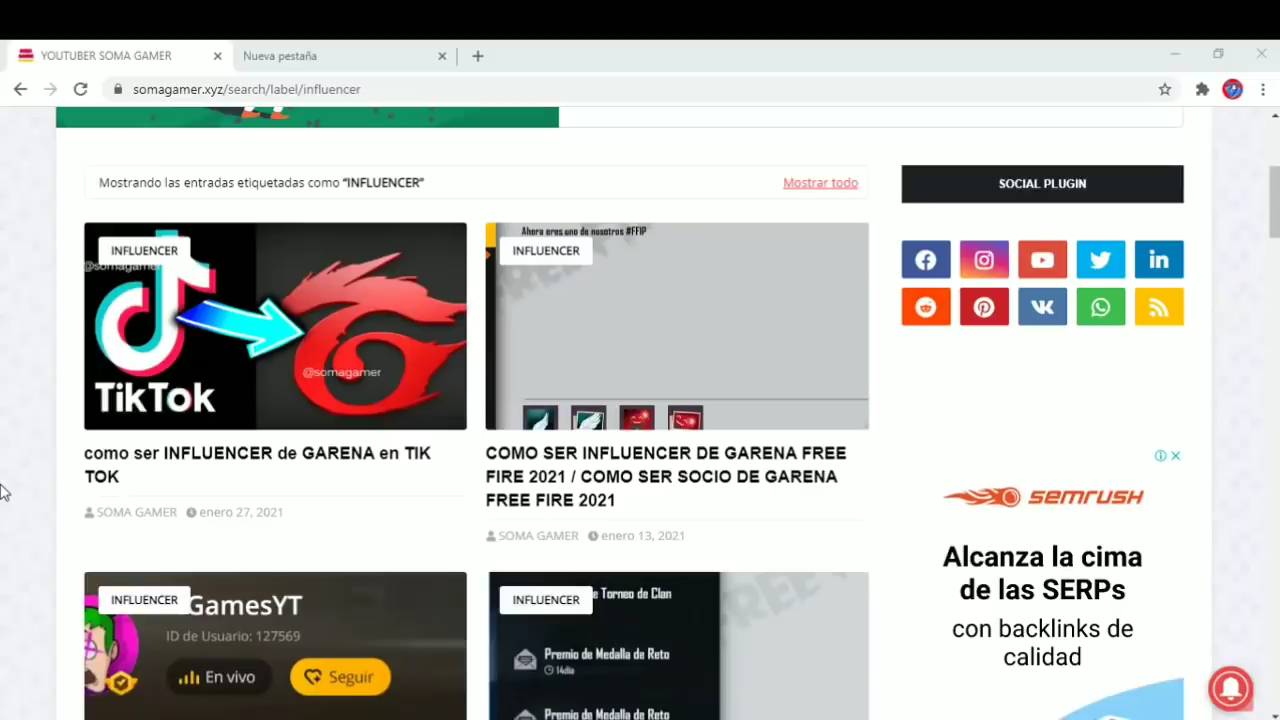 YOUTUBER SOMA GAMER
Nueva pestaña
somagamer.xyz/search/label/influencer
Mostrando las entradas etiquetadas como “INFLUENCER”
Mostrar todo
SOCIAL PLUGIN
INFLUENCER
@somagamer
@somagamer
TikTok
como ser INFLUENCER de GARENA en TIK
TOK
SOMA GAMER enero 27, 2021
Ahora eres uno de nosotros #FFIP
INFLUENCER
COMO SER INFLUENCER DE GARENA FREE
FIRE 2021 / COMO SER SOCIO DE GARENA
FREE FIRE 2021
SOMA GAMER enero 13, 2021
INFLUENCER
GamesYT
ID de Usuario: 127569
En vivo
Seguir
INFLUENCER
e Torneo de Clan
Premio de Medalla de Reto
14día
Premio de Medalla de Reto
FREE
in
SEMRUSH
Alcanza la cima
de las SERPs
con backlinks de
calidad